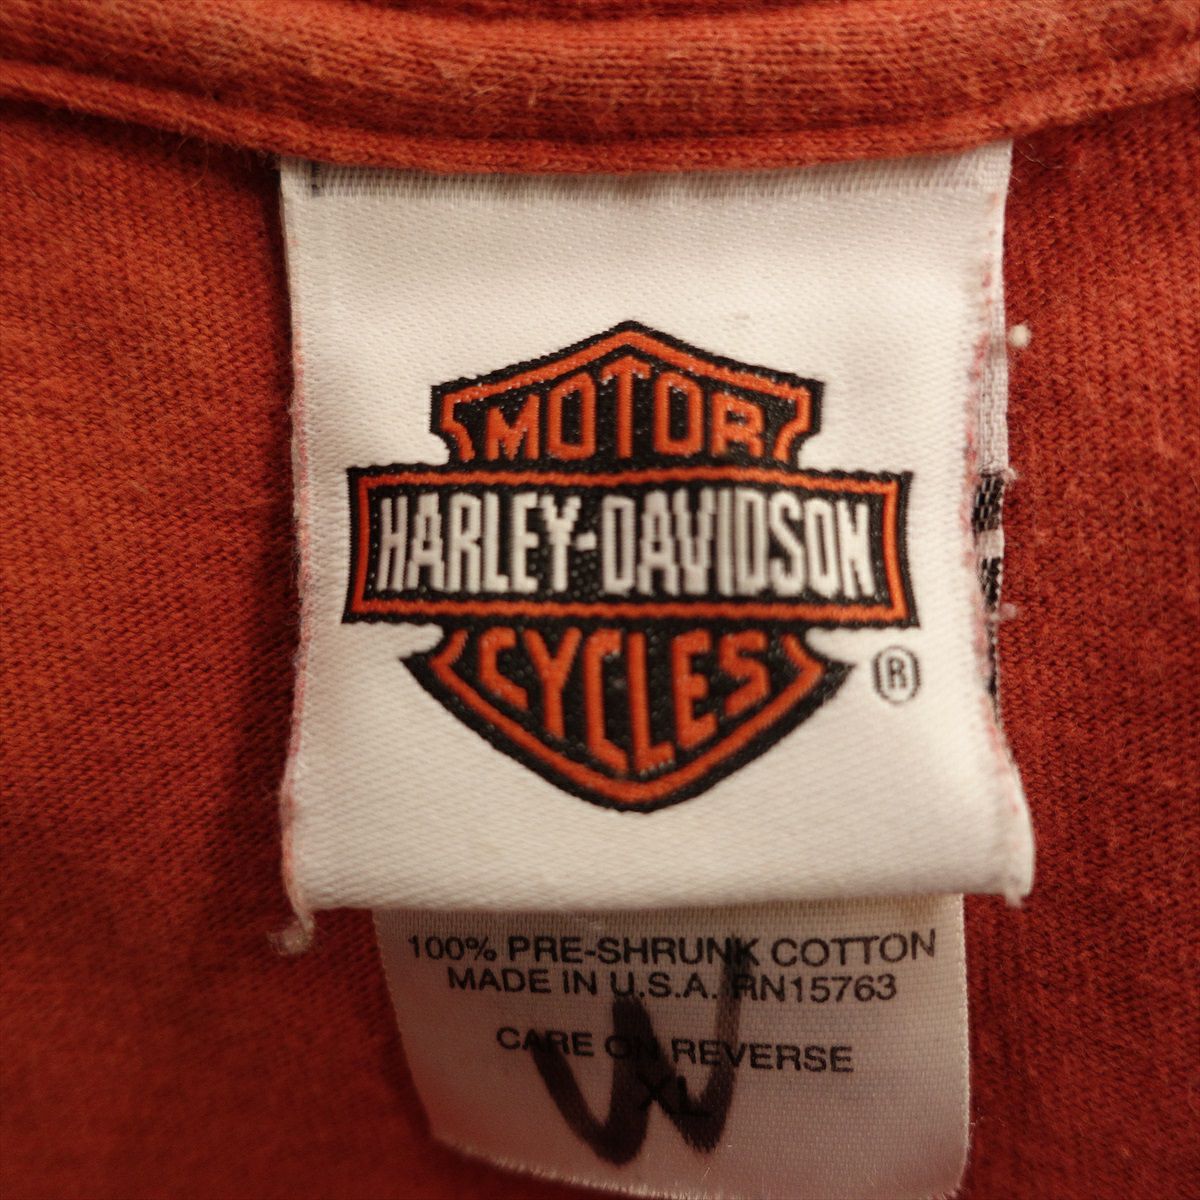 MOTOR
HARLEY-DAVIDSON
CYCLES
®
100% PRE-SHRUNK COTTON
MADE IN U.S.A. RN15763
CARE ON REVERSE
XL
W